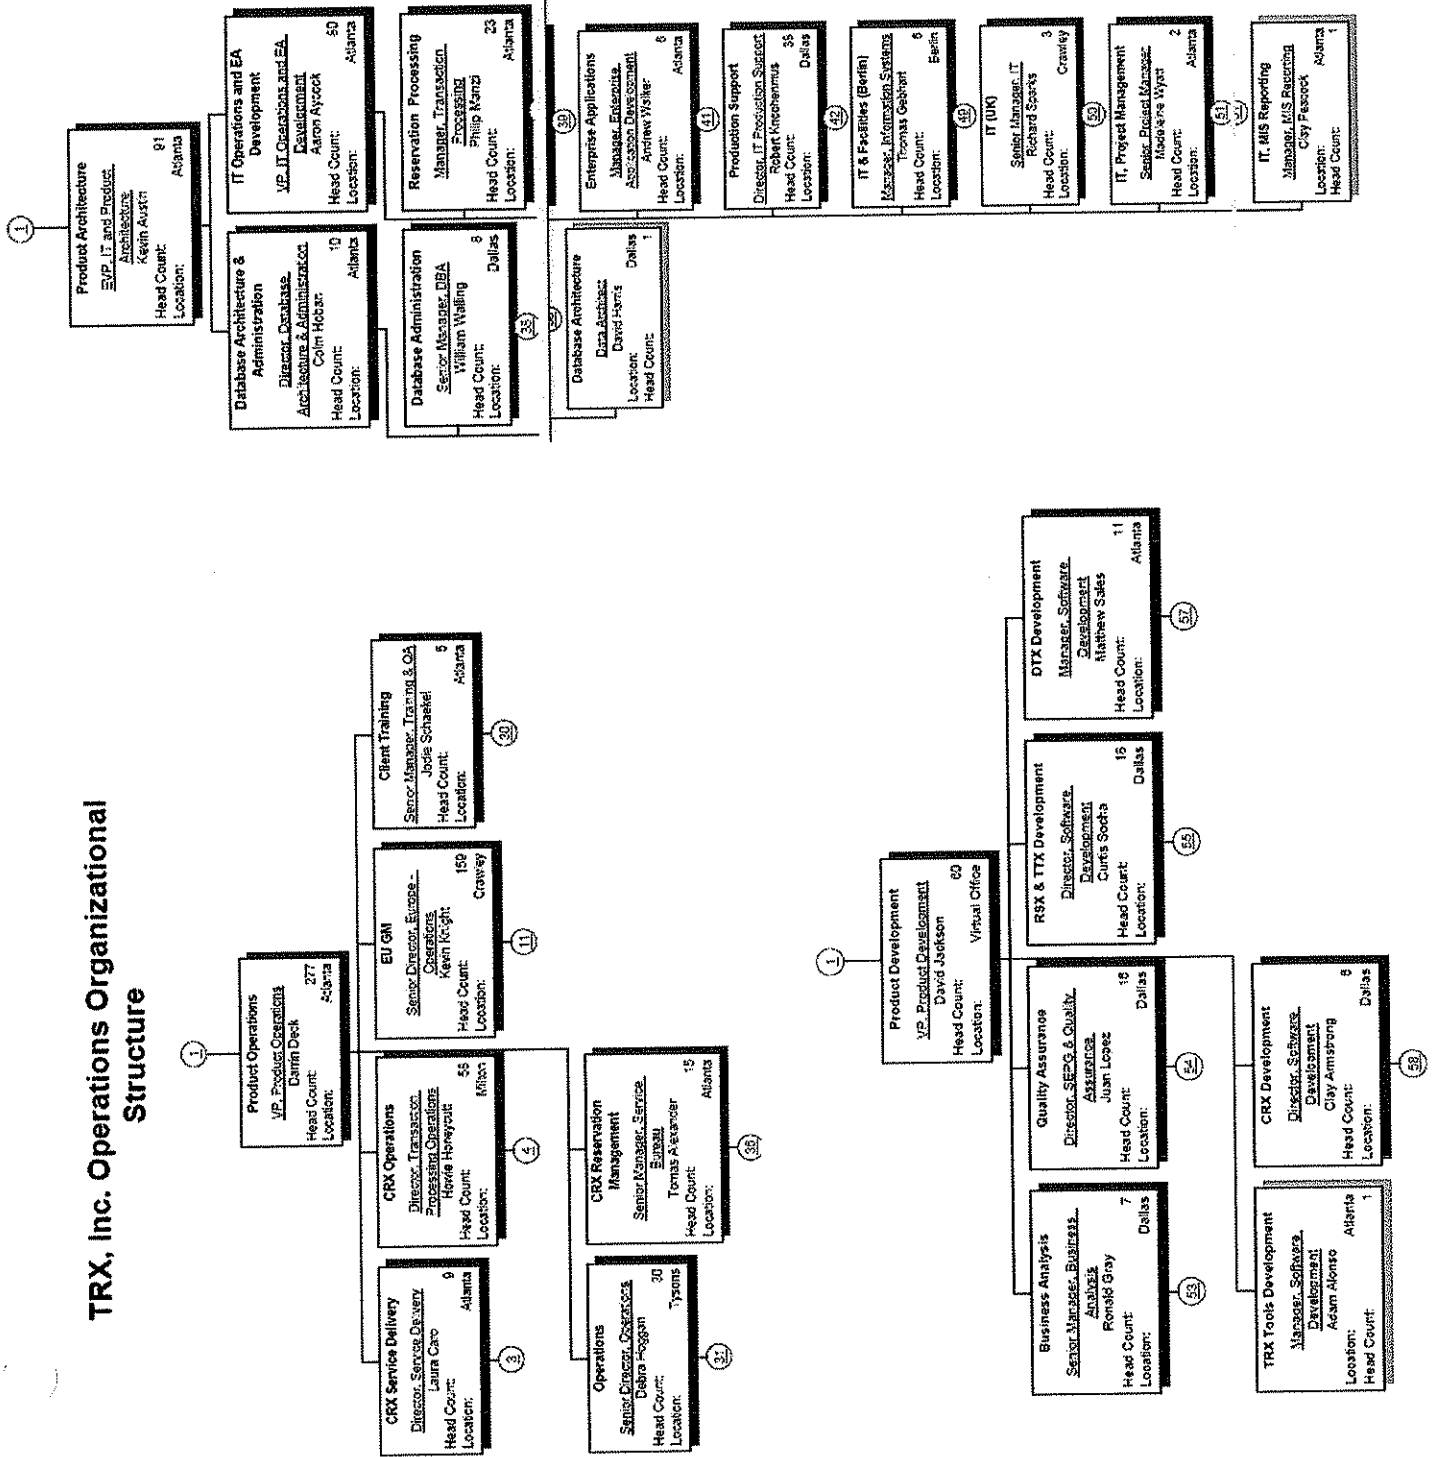 TRX, Inc. Operations Organizational
Structure
1
Product Operations
VP, Product Operations
Darrin Deck
Head Count: 277
Location: Atlanta
CRX Service Delivery
Director, Service Delivery
Laura Caro
Head Count: 9
Location: Atlanta
3
CRX Operations
Director, Transaction
Processing Operations
Howie Honeycutt
Head Count:
Location: Milton
4
EU GM
Senior Director, Europe -
Operations
Kevin Knight
Head Count: 159
Location: Crawley
11
Client Training
Senior Manager, Training & QA
Jodie Schaekel
Head Count: 5
Location: Atlanta
30
Operations
Senior Director, Operations
Debra Hoggan
Head Count: 30
Location: Tysons
31
CRX Reservation
Management
Senior Manager, Service
Bureau
Tomas Alexander
Head Count: 15
Location: Atlanta
36
1
Product Architecture
EVP, IT and Product
Architecture
Kevin Austin
Head Count: 91
Location: Atlanta
Database Architecture &
Administration
Director, Database
Architecture & Administration
Colm Hoban
Head Count: 10
Location: Atlanta
IT Operations and EA
Development
VP, IT Operations and EA
Development
Aaron Aycock
Head Count: 80
Location: Atlanta
Database Administration
Senior Manager, DBA
William Walling
Head Count: 8
Location: Dallas
38
Reservation Processing
Manager, Transaction
Processing
Philip Manzi
Head Count: 23
Location: Atlanta
39
Database Architecture
Data Architect
David Harris
Location: Dallas
Head Count: 1
Enterprise Applications
Manager, Enterprise
Application Development
Andrew Walker
Head Count: 6
Location: Atlanta
41
Production Support
Director, IT Production Support
Robert Knochenmus
Head Count: 35
Location: Dallas
42
IT & Facilities (Berlin)
Manager, Information Systems
Thomas Gebhart
Head Count: 6
Location: Berlin
49
IT (UK)
Senior Manager, IT
Richard Sparks
Head Count: 3
Location: Crawley
50
IT, Project Management
Senior Project Manager
Madeleine Wyatt
Head Count: 2
Location: Atlanta
51
IT, MIS Reporting
Manager, MIS Reporting
Clay Peacock
Location: Atlanta
Head Count: 1
1
Product Development
VP, Product Development
David Jackson
Head Count: 60
Location: Virtual Office
Business Analysis
Senior Manager, Business
Analysis
Ronald Gray
Head Count: 7
Location: Dallas
53
Quality Assurance
Director, SEPG & Quality
Assurance
Juan Lopez
Head Count: 18
Location: Dallas
54
RSX & TTX Development
Director, Software
Development
Curtis Socha
Head Count: 16
Location: Dallas
55
DTX Development
Manager, Software
Development
Matthew Sales
Head Count: 11
Location: Atlanta
57
TRX Tools Development
Manager, Software
Development
Adam Alonso
Location: Atlanta
Head Count: 1
CRX Development
Director, Software
Development
Clay Armstrong
Head Count: 6
Location: Dallas
58